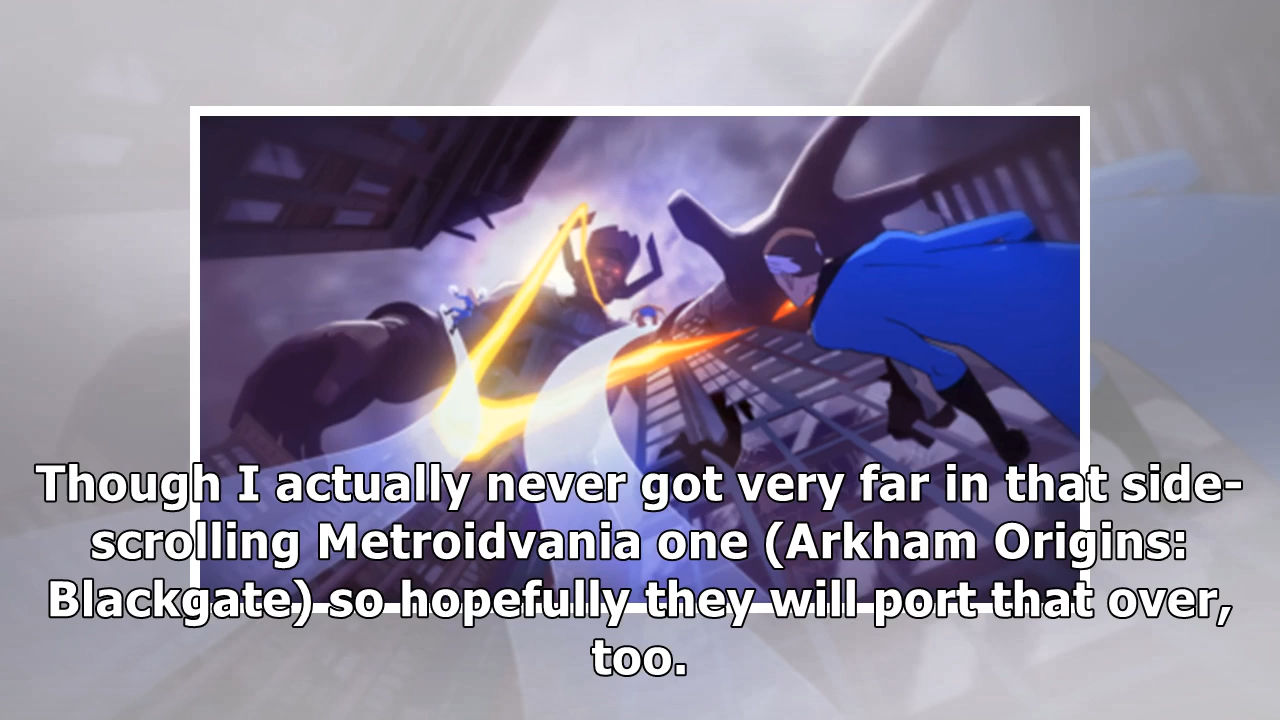 Though I actually never got very far in that side-
scrolling Metroidvania one (Arkham Origins:
Blackgate) so hopefully they will port that over,
too.